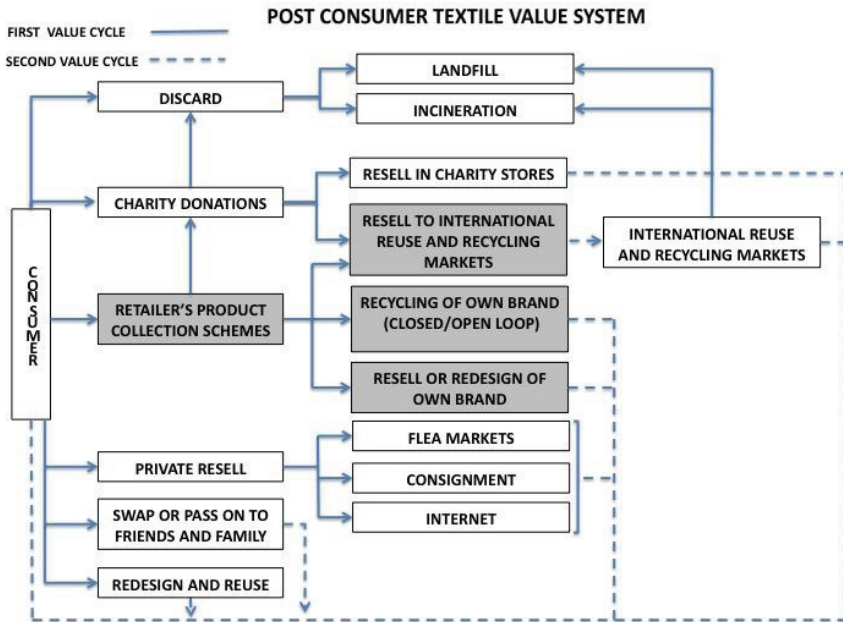 POST CONSUMER TEXTILE VALUE SYSTEM
FIRST VALUE CYCLE
SECOND VALUE CYCLE
LANDFILL
DISCARD
INCINERATION
RESELL IN CHARITY STORES
CHARITY DONATIONS
RESELL TO INTERNATIONAL
REUSE AND RECYCLING
MARKETS
INTERNATIONAL REUSE
AND RECYCLING MARKETS
CONSUMER
RETAILER'S PRODUCT
COLLECTION SCHEMES
RECYCLING OF OWN BRAND
(CLOSED/OPEN LOOP)
RESELL OR REDESIGN OF
OWN BRAND
FLEA MARKETS
PRIVATE RESELL
CONSIGNMENT
SWAP OR PASS ON TO
FRIENDS AND FAMILY
INTERNET
REDESIGN AND REUSE